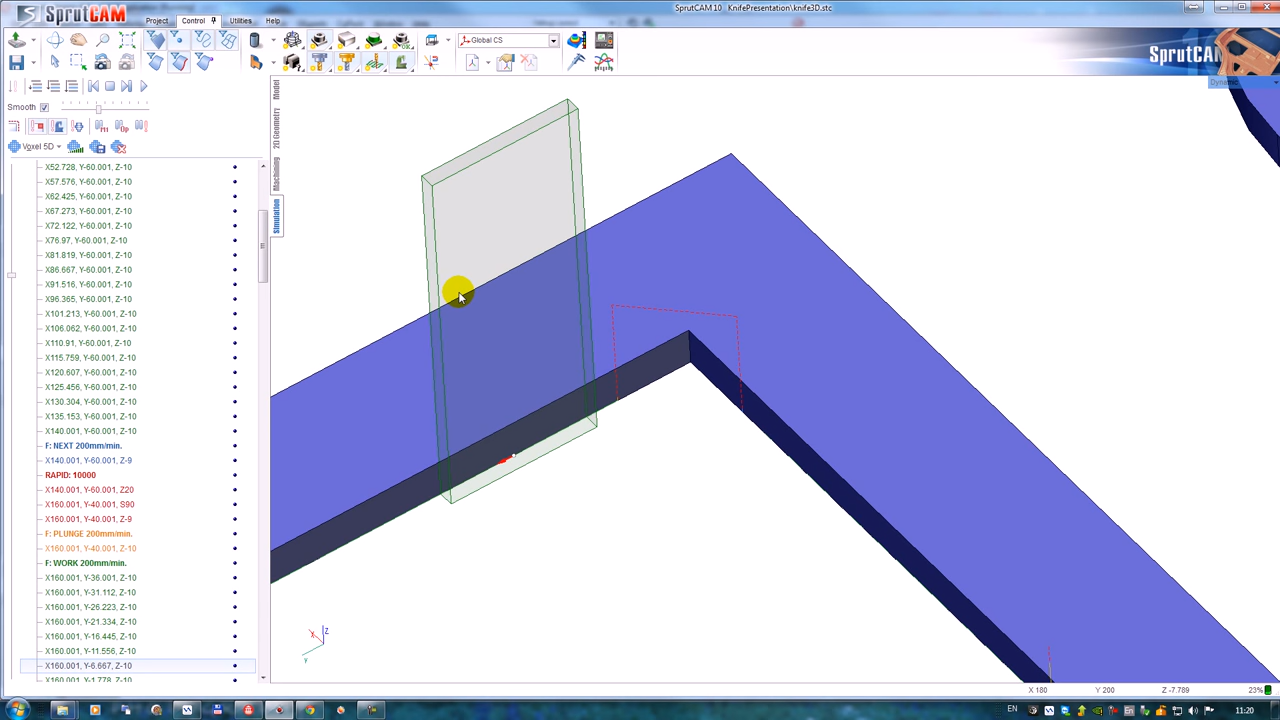 SprutCAM
SprutCAM10 KnifePresentation\knife3D.stc
Project
Control
Utilities
Help
Global CS
SprutCA
Dynamic
Smooth
Voxel 5D
Model
2D Geometry
Machining
Simulation
X52.728, Y-60.001, Z-10
X57.576, Y-60.001, Z-10
X62.425, Y-60.001, Z-10
X67.273, Y-60.001, Z-10
X72.122, Y-60.001, Z-10
X76.97, Y-60.001, Z-10
X81.819, Y-60.001, Z-10
X86.667, Y-60.001, Z-10
X91.516, Y-60.001, Z-10
X96.365, Y-60.001, Z-10
X101.213, Y-60.001, Z-10
X106.062, Y-60.001, Z-10
X110.91, Y-60.001, Z-10
X115.759, Y-60.001, Z-10
X120.607, Y-60.001, Z-10
X125.456, Y-60.001, Z-10
X130.304, Y-60.001, Z-10
X135.153, Y-60.001, Z-10
X140.001, Y-60.001, Z-10
F: NEXT 200mm/min.
X140.001, Y-60.001, Z-9
RAPID: 10000
X140.001, Y-60.001, Z20
X160.001, Y-40.001, S90
X160.001, Y-40.001, Z-9
F: PLUNGE 200mm/min.
X160.001, Y-40.001, Z-10
F: WORK 200mm/min.
X160.001, Y-36.001, Z-10
X160.001, Y-31.112, Z-10
X160.001, Y-26.223, Z-10
X160.001, Y-21.334, Z-10
X160.001, Y-16.445, Z-10
X160.001, Y-11.556, Z-10
X160.001, Y-6.667, Z-10
X160.001, Y-1.778, Z-10
X
Z
Y
X 180
Y 200
Z -7.789
23%
EN
11:20